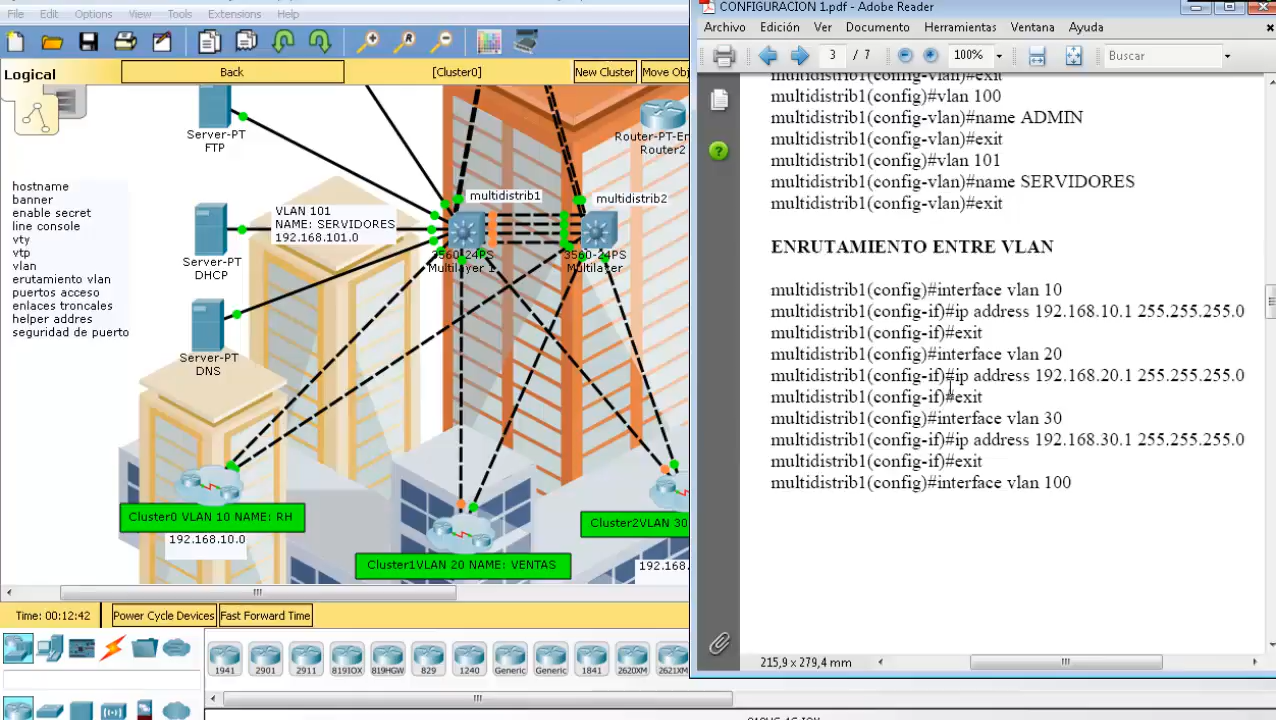 File Edit Options View Tools Extensions Help
Logical
Back
[Cluster0]
New Cluster
Move Obj
Server-PT
FTP
Router-PT-Em
Router2
hostname
banner
enable secret
line console
vty
vtp
vlan
erutamiento vlan
puertos acceso
enlaces troncales
helper addres
seguridad de puerto
VLAN 101
NAME: SERVIDORES
192.168.101.0
multidistrib1
multidistrib2
Server-PT
DHCP
3560-24PS
Multilayer 1
3560-24PS
Multilayer
Server-PT
DNS
Cluster0 VLAN 10 NAME: RH
192.168.10.0
Cluster2VLAN 30
Cluster1VLAN 20 NAME: VENTAS
192.168.
Time: 00:12:42
Power Cycle Devices
Fast Forward Time
1941
2901
2911
819IOX
819HGW
829
1240
Generic
Generic
1841
2620XM
2621XM
CONFIGURACION 1.pdf - Adobe Reader
Archivo Edición Ver Documento Herramientas Ventana Ayuda
3 / 7
100%
Buscar
multidistrib1(config-vlan)#exit
multidistrib1(config)#vlan 100
multidistrib1(config-vlan)#name ADMIN
multidistrib1(config-vlan)#exit
multidistrib1(config)#vlan 101
multidistrib1(config-vlan)#name SERVIDORES
multidistrib1(config-vlan)#exit
ENRUTAMIENTO ENTRE VLAN
multidistrib1(config)#interface vlan 10
multidistrib1(config-if)#ip address 192.168.10.1 255.255.255.0
multidistrib1(config-if)#exit
multidistrib1(config)#interface vlan 20
multidistrib1(config-if)#ip address 192.168.20.1 255.255.255.0
multidistrib1(config-if)#exit
multidistrib1(config)#interface vlan 30
multidistrib1(config-if)#ip address 192.168.30.1 255.255.255.0
multidistrib1(config-if)#exit
multidistrib1(config)#interface vlan 100
215,9 x 279,4 mm